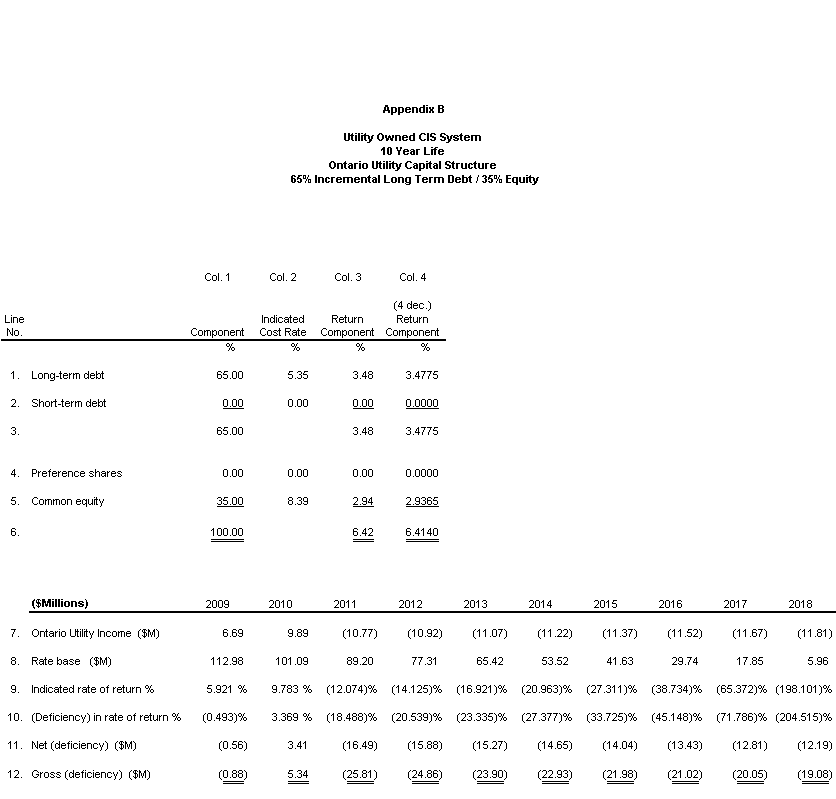 Appendix B
Utility Owned CIS System
10 Year Life
Ontario Utility Capital Structure
65% Incremental Long Term Debt / 35% Equity
Col. 1 Col. 2 Col. 3 Col. 4
(4 dec.)
Line Indicated Return Return
No. Component Cost Rate Component Component
% % % %
1. Long-term debt 65.00 5.35 3.48 3.4775
2. Short-term debt 0.00 0.00 0.00 0.0000
3. 65.00 3.48 3.4775
4. Preference shares 0.00 0.00 0.00 0.0000
5. Common equity 35.00 8.39 2.94 2.9365
6. 100.00 6.42 6.4140
($Millions) 2009 2010 2011 2012 2013 2014 2015 2016 2017 2018
7. Ontario Utility Income ($M) 6.69 9.89 (10.77) (10.92) (11.07) (11.22) (11.37) (11.52) (11.67) (11.81)
8. Rate base ($M) 112.98 101.09 89.20 77.31 65.42 53.52 41.63 29.74 17.85 5.96
9. Indicated rate of return % 5.921 % 9.783 % (12.074)% (14.125)% (16.921)% (20.963)% (27.311)% (38.734)% (65.372)% (198.101)%
10. (Deficiency) in rate of return % (0.493)% 3.369 % (18.488)% (20.539)% (23.335)% (27.377)% (33.725)% (45.148)% (71.786)% (204.515)%
11. Net (deficiency) ($M) (0.56) 3.41 (16.49) (15.88) (15.27) (14.65) (14.04) (13.43) (12.81) (12.19)
12. Gross (deficiency) ($M) (0.88) 5.34 (25.81) (24.86) (23.90) (22.93) (21.98) (21.02) (20.05) (19.08)